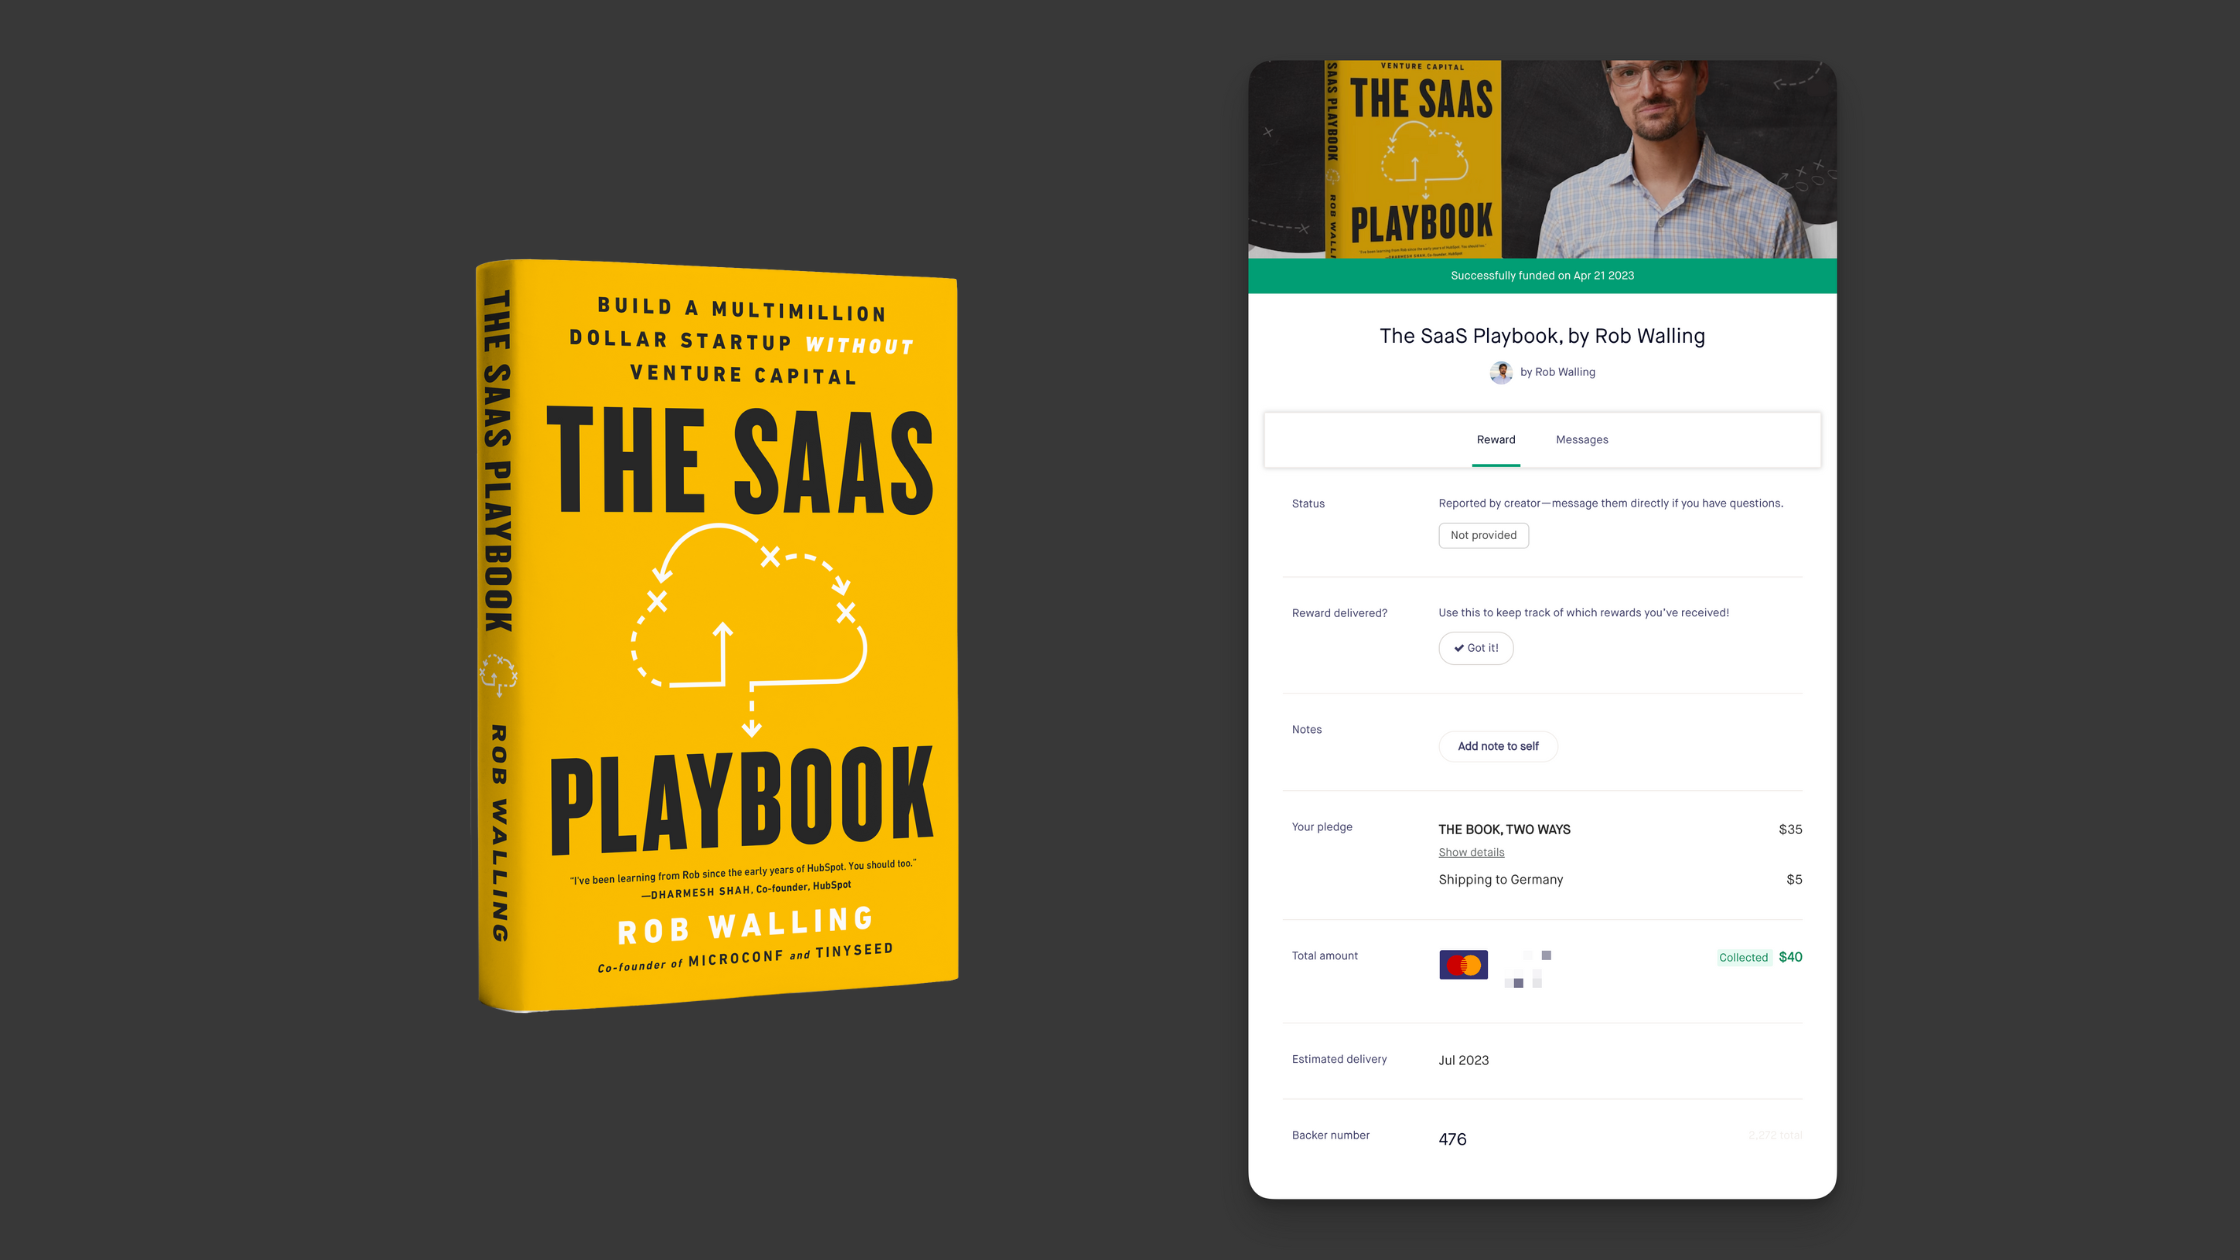 BUILD A MULTIMILLION
DOLLAR STARTUP WITHOUT
VENTURE CAPITAL
THE SAAS
PLAYBOOK
"I've been learning from Rob since the early years of HubSpot. You should too."
—DHARMESH SHAH, Co-founder, HubSpot
ROB WALLING
Co-founder of MICROCONF and TINYSEED
THE SAAS PLAYBOOK
ROB WALLING
VENTURE CAPITAL
THE SAAS
PLAYBOOK
SAAS PLAYBOOK
Successfully funded on Apr 21 2023
The SaaS Playbook, by Rob Walling
by Rob Walling
Reward Messages
Status Reported by creator—message them directly if you have questions.
Not provided
Reward delivered? Use this to keep track of which rewards you've received!
✓ Got it!
Notes
Add note to self
Your pledge THE BOOK, TWO WAYS $35
Show details
Shipping to Germany $5
Total amount Collected $40
Estimated delivery Jul 2023
Backer number 476 2,272 total